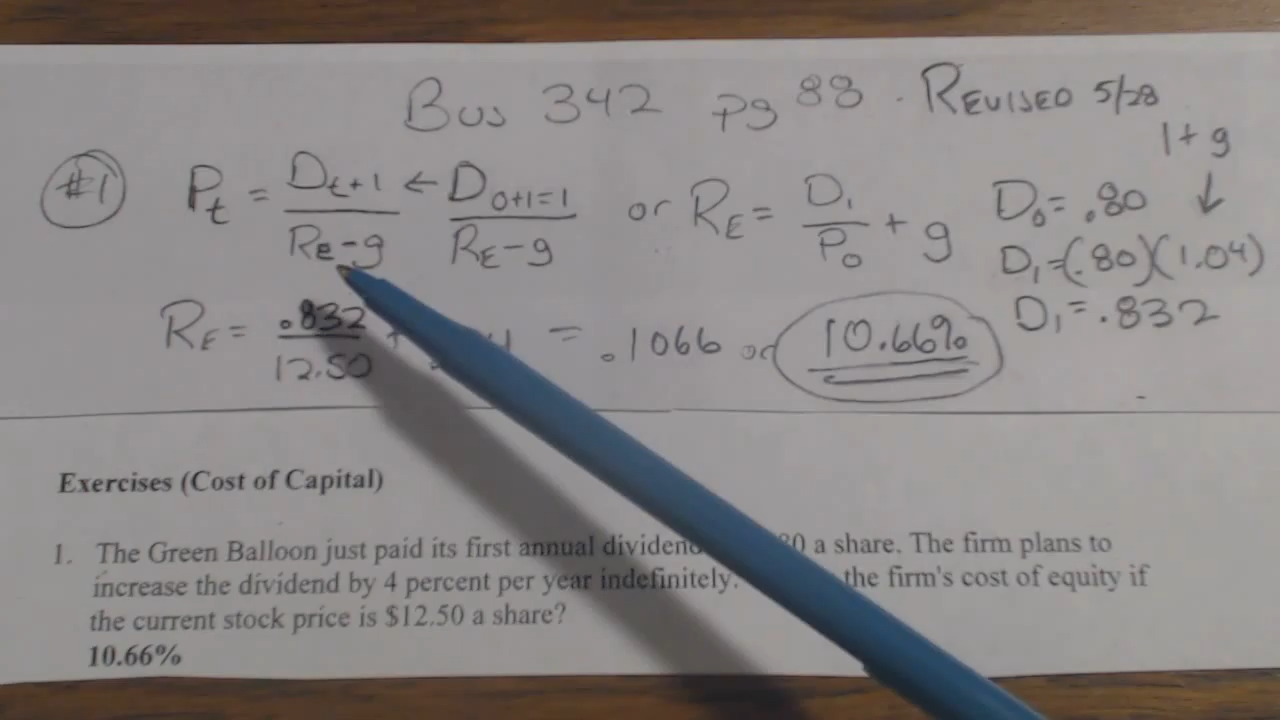 Bus 342 pg 88 . REVISED 5/28
1+g
↓
#1 Pt = Dt+1 / RE-g ← D0+1=1 / RE-g or RE = D1 / P0 + g D0 = .80
D1=(.80)(1.04)
D1 = .832
RE = .832 / 12.50 + = .1066 or 10.66%
Exercises (Cost of Capital)
1. The Green Balloon just paid its first annual dividend a share. The firm plans to
increase the dividend by 4 percent per year indefinitely. the firm's cost of equity if
the current stock price is $12.50 a share?
10.66%